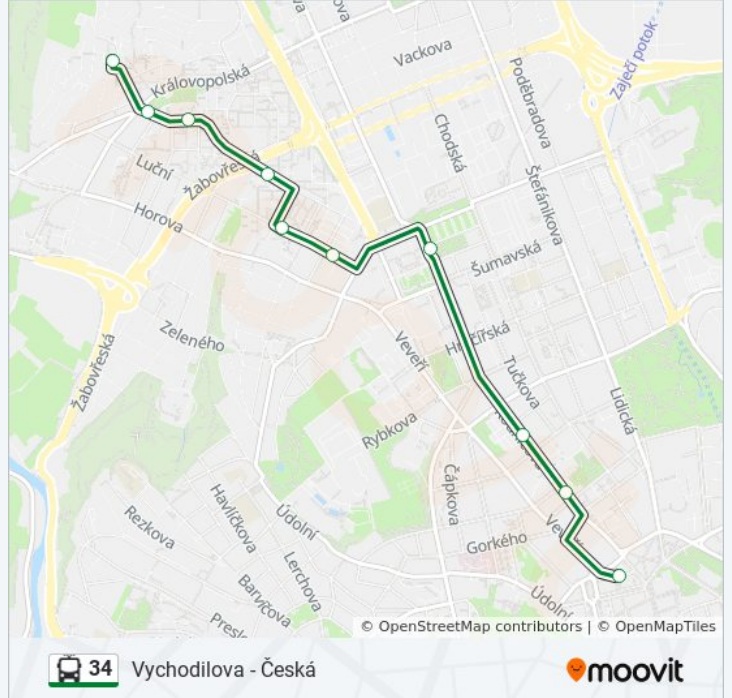 Vackova
Zaječí potok
Královopolská
Poděbradova
Chodská
Luční
Štefánikova
Horova
Šumavská
Zeleného
Veveří
Tučkova
Žabovřeská
Lidická
Rybkova
Čápkova
Havlíčkova
Údolní
Rezkova
Gorkého
Lerchova
Barvičova
Údolní
© OpenStreetMap contributors | © OpenMapTiles
34 Vychodilova - Česká
moovit